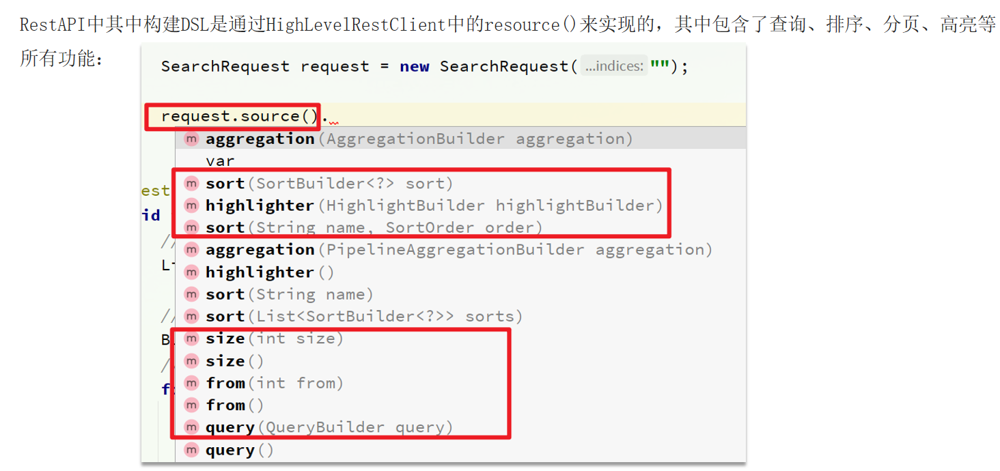 RestAPI中其中构建DSL是通过HighLevelRestClient中的resource()来实现的，其中包含了查询、排序、分页、高亮等
所有功能：
SearchRequest request = new SearchRequest( ...indices: "");
request.source().
aggregation(AggregationBuilder aggregation)
var
sort(SortBuilder<?> sort)
est
highlighter(HighlightBuilder highlightBuilder)
id
sort(String name, SortOrder order)
//
aggregation(PipelineAggregationBuilder aggregation)
Li
highlighter()
sort(String name)
//
sort(List<SortBuilder<?>> sorts)
B
size(int size)
size()
//
from(int from)
f
from()
query(QueryBuilder query)
query()